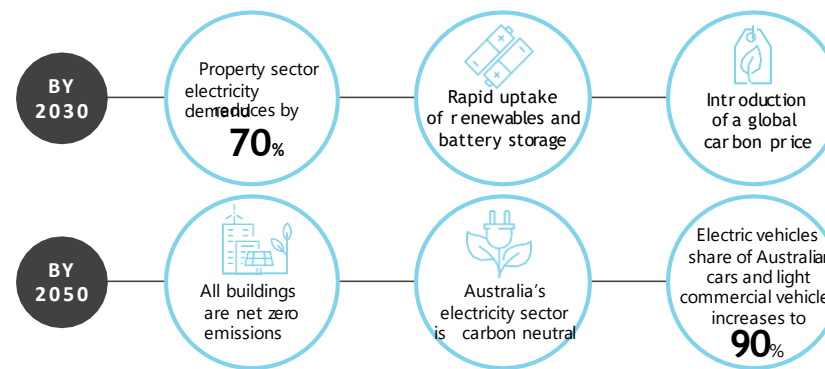 BY
2030
Property sector
electricity
demand
reduces by
70%
Rapid uptake
of renewables and
battery storage
Introduction
of a global
carbon price
BY
2050
All buildings
are net zero
emissions
Australia's
electricity sector
is carbon neutral
Electric vehicles
share of Australian
cars and light
commercial vehicle
increases to
90%